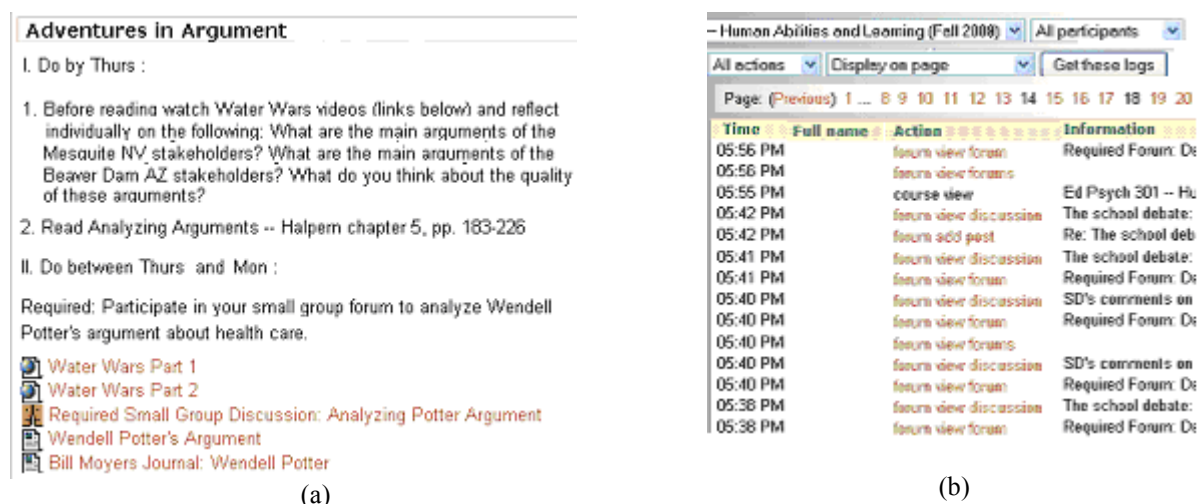 Adventures in Argument
I. Do by Thurs :
1. Before reading watch Water Wars videos (links below) and reflect
individually on the following: What are the main arguments of the
Mesquite NV stakeholders? What are the main arguments of the
Beaver Dam AZ stakeholders? What do you think about the quality
of these arguments?
2. Read Analyzing Arguments -- Halpern chapter 5, pp. 183-226
II. Do between Thurs and Mon :
Required: Participate in your small group forum to analyze Wendell
Potter's argument about health care.
Water Wars Part 1
Water Wars Part 2
Required Small Group Discussion: Analyzing Potter Argument
Wendell Potter's Argument
Bill Moyers Journal: Wendell Potter
(a)
-- Human Abilities and Learning (Fall 2008) All participants
All actions Display on page Get these logs
Page: (Previous) 1 ... 8 9 10 11 12 13 14 15 16 17 18 19 20
Time Full name Action Information
05:56 PM forum view forum Required Forum: De
05:56 PM forum view forums
05:55 PM course view Ed Psych 301 -- Hu
05:42 PM forum view discussion The school debate:
05:42 PM forum add post Re: The school deb
05:41 PM forum view discussion The school debate:
05:41 PM forum view forum Required Forum: De
05:40 PM forum view discussion SD's comments on
05:40 PM forum view forum Required Forum: De
05:40 PM forum view forums
05:40 PM forum view discussion SD's comments on
05:40 PM forum view forum Required Forum: De
05:38 PM forum view discussion The school debate:
05:38 PM forum view forum Required Forum: De
(b)